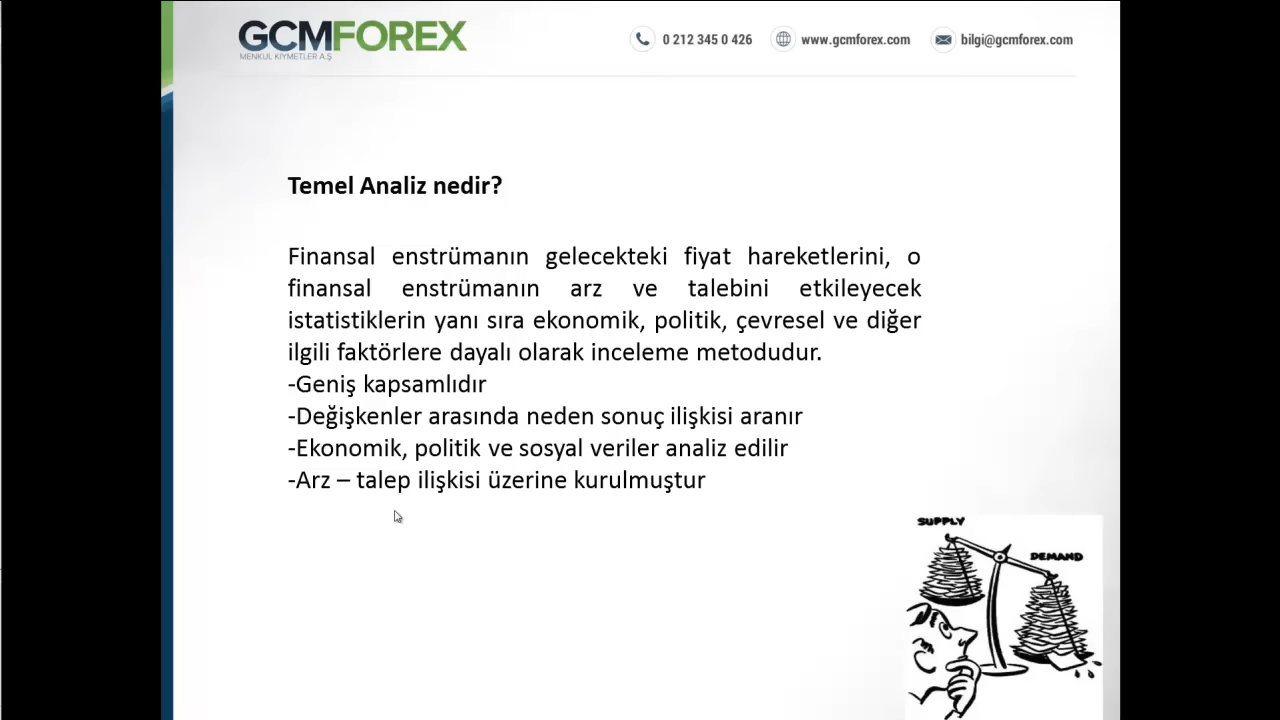 GCMFOREX
MENKUL KIYMETLER A.Ş
0 212 345 0 426
www.gcmforex.com
bilgi@gcmforex.com
Temel Analiz nedir?
Finansal enstrümanın gelecekteki fiyat hareketlerini, o
finansal enstrümanın arz ve talebini etkileyecek
istatistiklerin yanı sıra ekonomik, politik, çevresel ve diğer
ilgili faktörlere dayalı olarak inceleme metodudur.
-Geniş kapsamlıdır
-Değişkenler arasında neden sonuç ilişkisi aranır
-Ekonomik, politik ve sosyal veriler analiz edilir
-Arz – talep ilişkisi üzerine kurulmuştur
SUPPLY
DEMAND